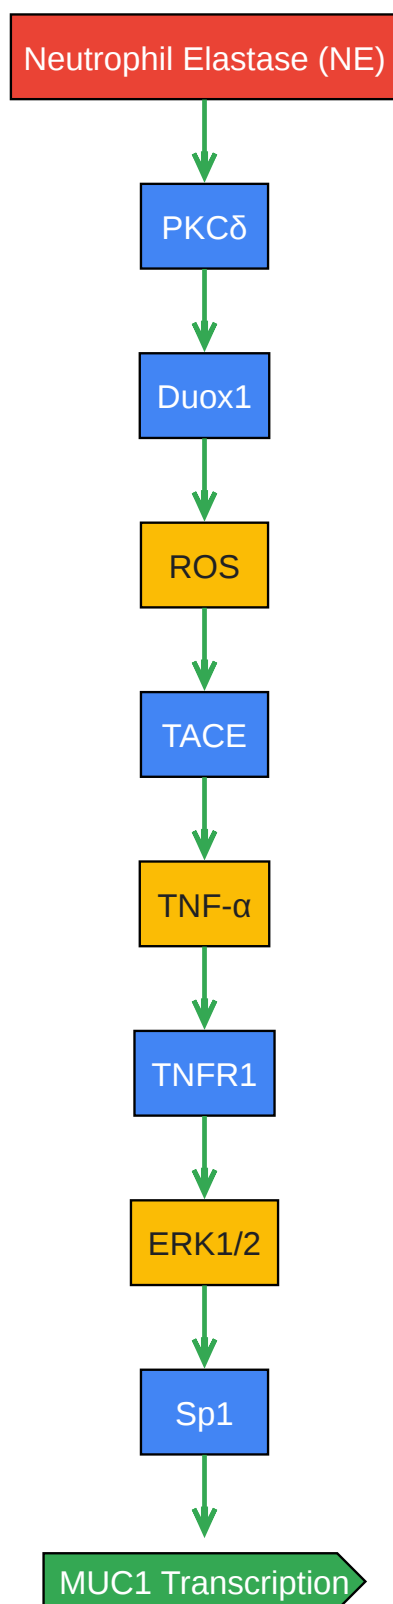 Neutrophil Elastase (NE)
PKCδ
Duox1
ROS
TACE
TNF-α
TNFR1
ERK1/2
Sp1
MUC1 Transcription